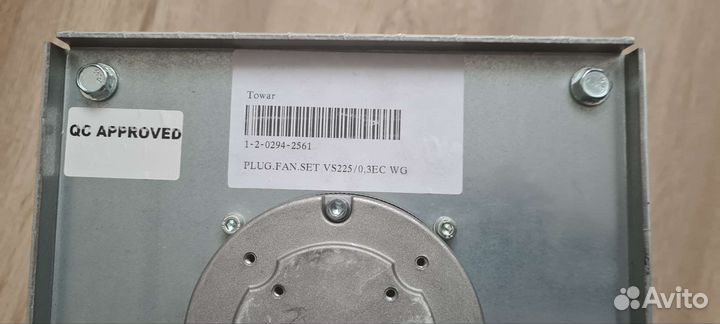 Towar
QC APPROVED
1-2-0294-2561
PLUG.FAN.SET VS225/0,3EC WG
Avito